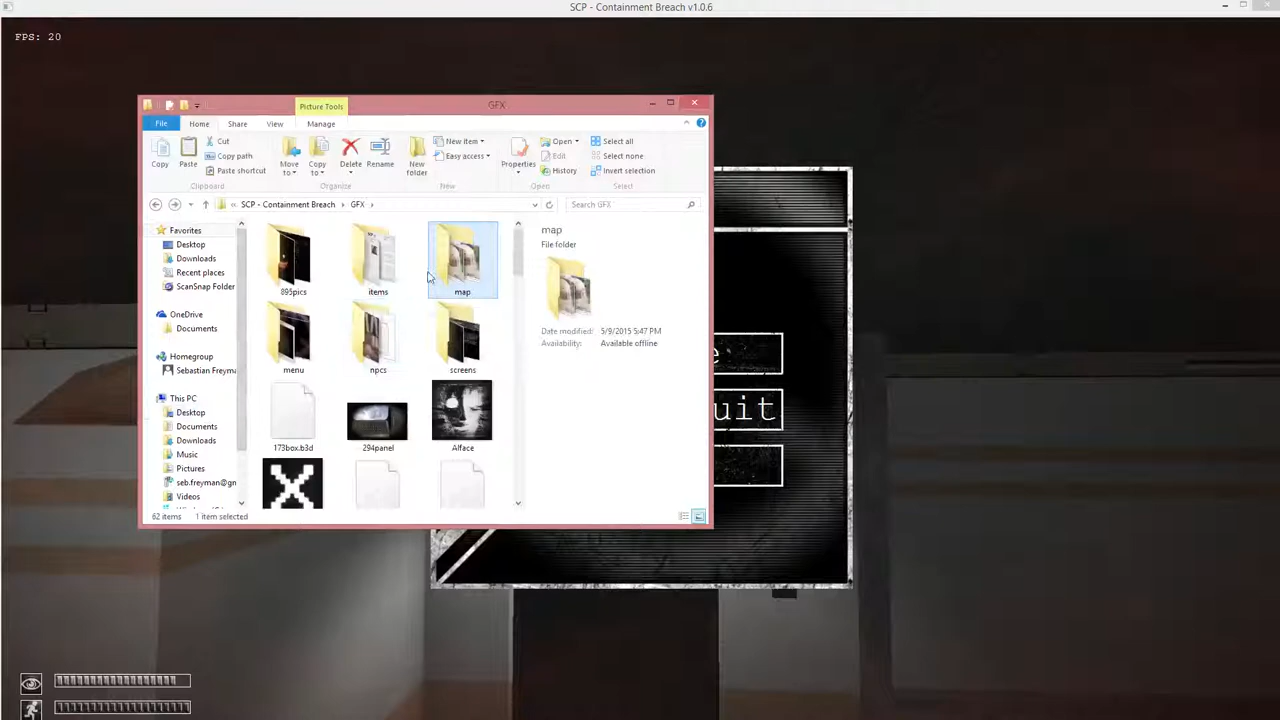 SCP - Containment Breach v1.0.6
FPS: 20
Picture Tools
GFX
File
Home
Share
View
Manage
Copy
Paste
Cut
Copy path
Paste shortcut
Clipboard
Move to
Copy to
Delete
Rename
Organize
New folder
New item
Easy access
New
Properties
Open
Edit
History
Open
Select all
Select none
Invert selection
Select
« SCP - Containment Breach
GFX
Search GFX
Favorites
Desktop
Downloads
Recent places
ScanSnap Folder
OneDrive
Documents
Homegroup
Sebastian Freyma
This PC
Desktop
Documents
Downloads
Music
Pictures
seb.freyman@gn
Videos
895pics
items
map
menu
npcs
screens
173box.b3d
294panel
AIface
map
File folder
Date modified: 5/9/2015 5:47 PM
Availability: Available offline
62 items
1 item selected
e
uit